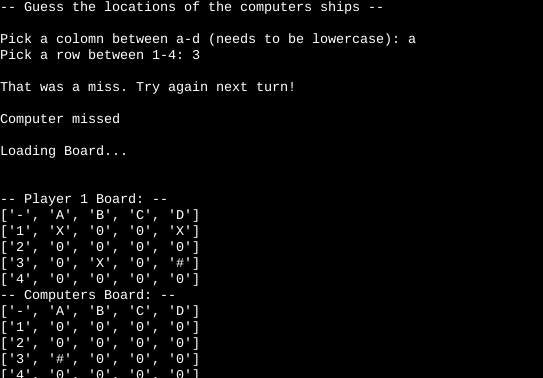 -- Guess the locations of the computers ships --
Pick a colomn between a-d (needs to be lowercase): a
Pick a row between 1-4: 3
That was a miss. Try again next turn!
Computer missed
Loading Board...
-- Player 1 Board: --
['-', 'A', 'B', 'C', 'D']
['1', 'X', '0', '0', 'X']
['2', '0', '0', '0', '0']
['3', '0', 'X', '0', '#']
['4', '0', '0', '0', '0']
-- Computers Board: --
['-', 'A', 'B', 'C', 'D']
['1', '0', '0', '0', '0']
['2', '0', '0', '0', '0']
['3', '#', '0', '0', '0']
['4', '0', '0', '0', '0']